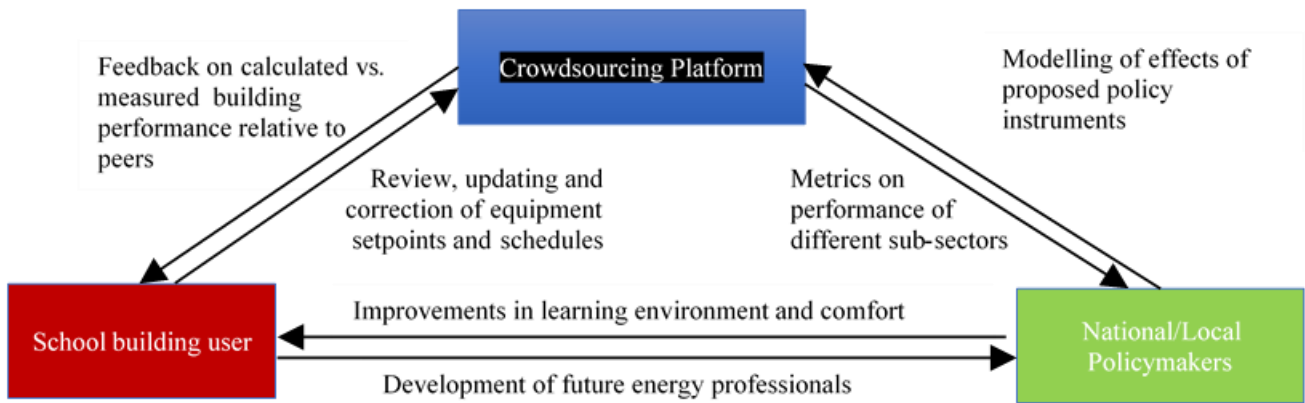 Crowdsourcing Platform
Feedback on calculated vs.
measured building
performance relative to
peers
Modelling of effects of
proposed policy
instruments
Review, updating and
correction of equipment
setpoints and schedules
Metrics on
performance of
different sub-sectors
School building user
Improvements in learning environment and comfort
Development of future energy professionals
National/Local
Policymakers